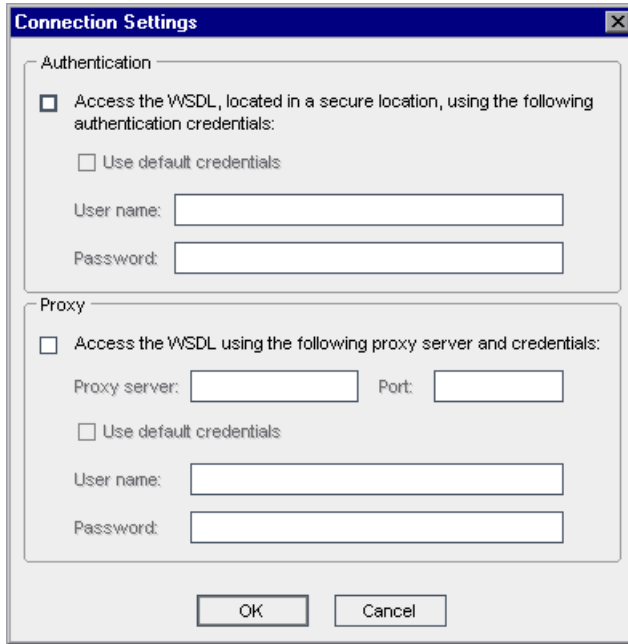 Connection Settings
Authentication
Access the WSDL, located in a secure location, using the following
authentication credentials:
Use default credentials
User name:
Password:
Proxy
Access the WSDL using the following proxy server and credentials:
Proxy server: Port:
Use default credentials
User name:
Password:
OK Cancel